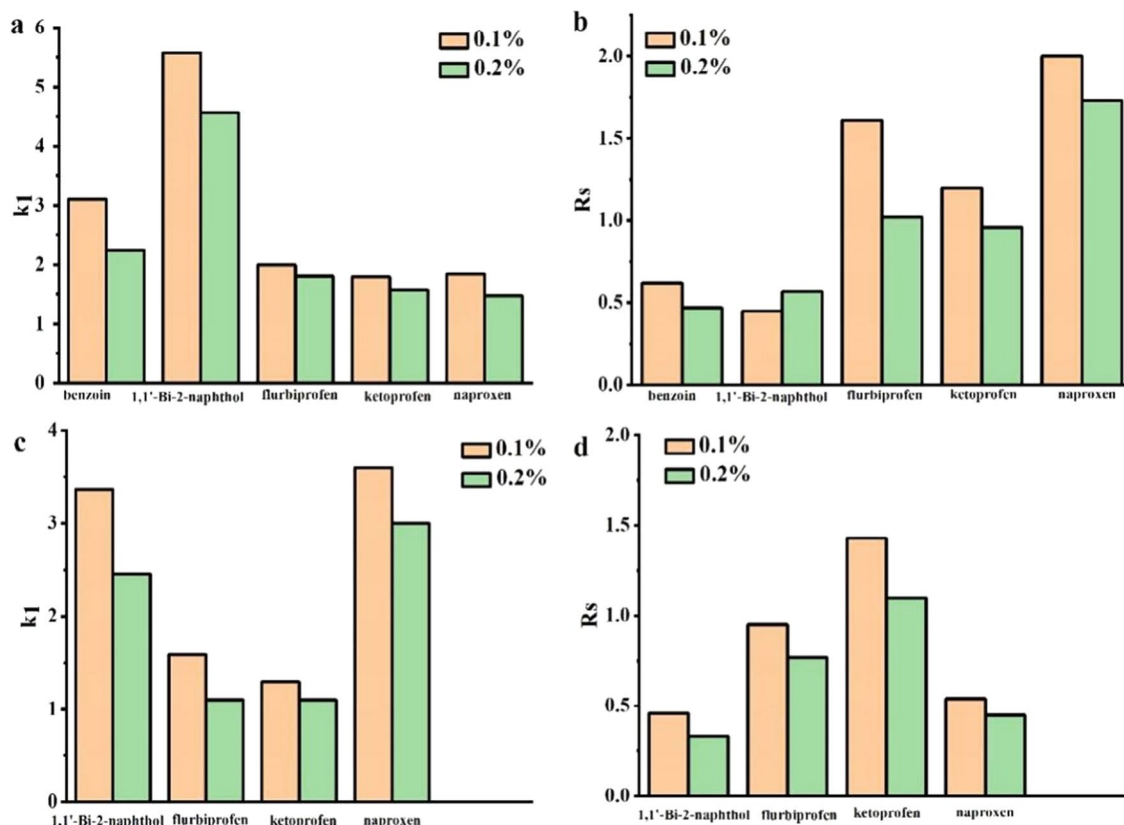 a
6
5
4
3
2
1
0
k1
0.1%
0.2%
benzoin
1,1'-Bi-2-naphthol
flurbiprofen
ketoprofen
naproxen
b
2.0
1.5
1.0
0.5
0.0
Rs
0.1%
0.2%
benzoin
1,1'-Bi-2-naphthol
flurbiprofen
ketoprofen
naproxen
c
4
3
2
1
0
k1
0.1%
0.2%
1,1'-Bi-2-naphthol
flurbiprofen
ketoprofen
naproxen
d
2.0
1.5
1.0
0.5
0.0
Rs
0.1%
0.2%
1,1'-Bi-2-naphthol
flurbiprofen
ketoprofen
naproxen